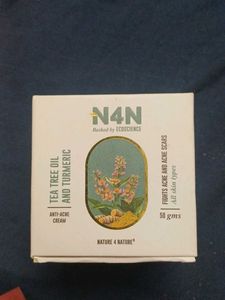 N4N
Backed by ECOSCIENCE
TEA TREE OIL
AND TURMERIC
ANTI-ACNE
CREAM
FIGHTS ACNE AND ACNE SCARS
All skin types
50 gms
NATURE 4 NATURE®